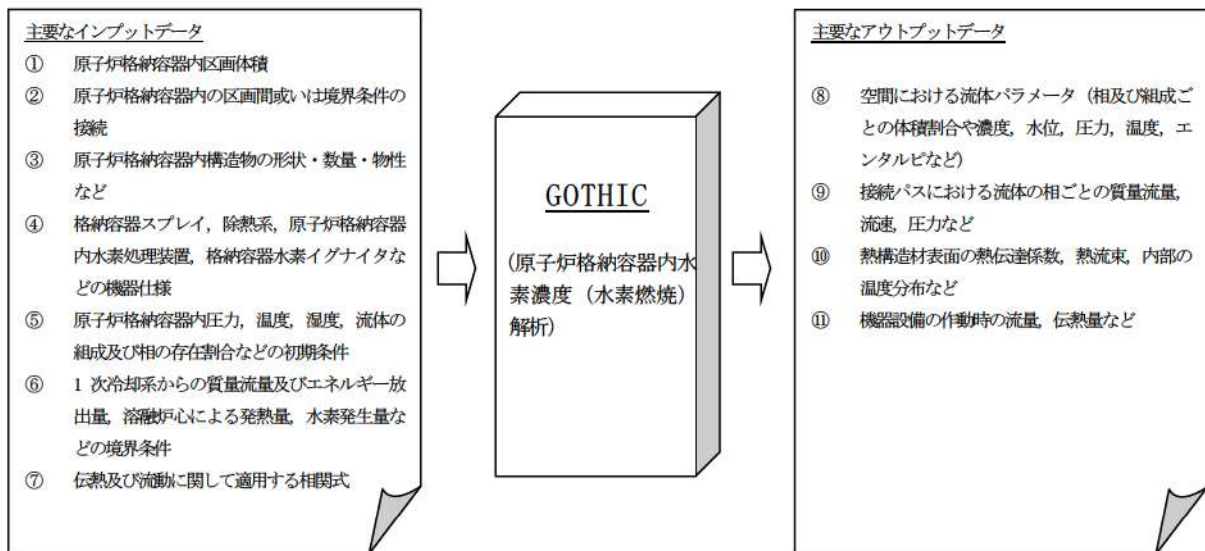 主要なインプットデータ
① 原子炉格納容器内区画体積
② 原子炉格納容器内の区画間或いは境界条件の
接続
③ 原子炉格納容器内構造物の形状・数量・物性
など
④ 格納容器スプレイ，除熱系，原子炉格納容器
内水素処理装置，格納容器水素イグナイタな
どの機器仕様
⑤ 原子炉格納容器内圧力，温度，湿度，流体の
組成及び相の存在割合などの初期条件
⑥ 1 次冷却系からの質量流量及びエネルギー放
出量，溶融炉心による発熱量，水素発生量な
どの境界条件
⑦ 伝熱及び流動に関して適用する相関式
GOTHIC
(原子炉格納容器内水
素濃度（水素燃焼）
解析)
主要なアウトプットデータ
⑧ 空間における流体パラメータ（相及び組成ご
との体積割合や濃度，水位，圧力，温度，エ
ンタルピなど）
⑨ 接続パスにおける流体の相ごとの質量流量，
流速，圧力など
⑩ 熱構造材表面の熱伝達係数，熱流束，内部の
温度分布など
⑪ 機器設備の作動時の流量，伝熱量など